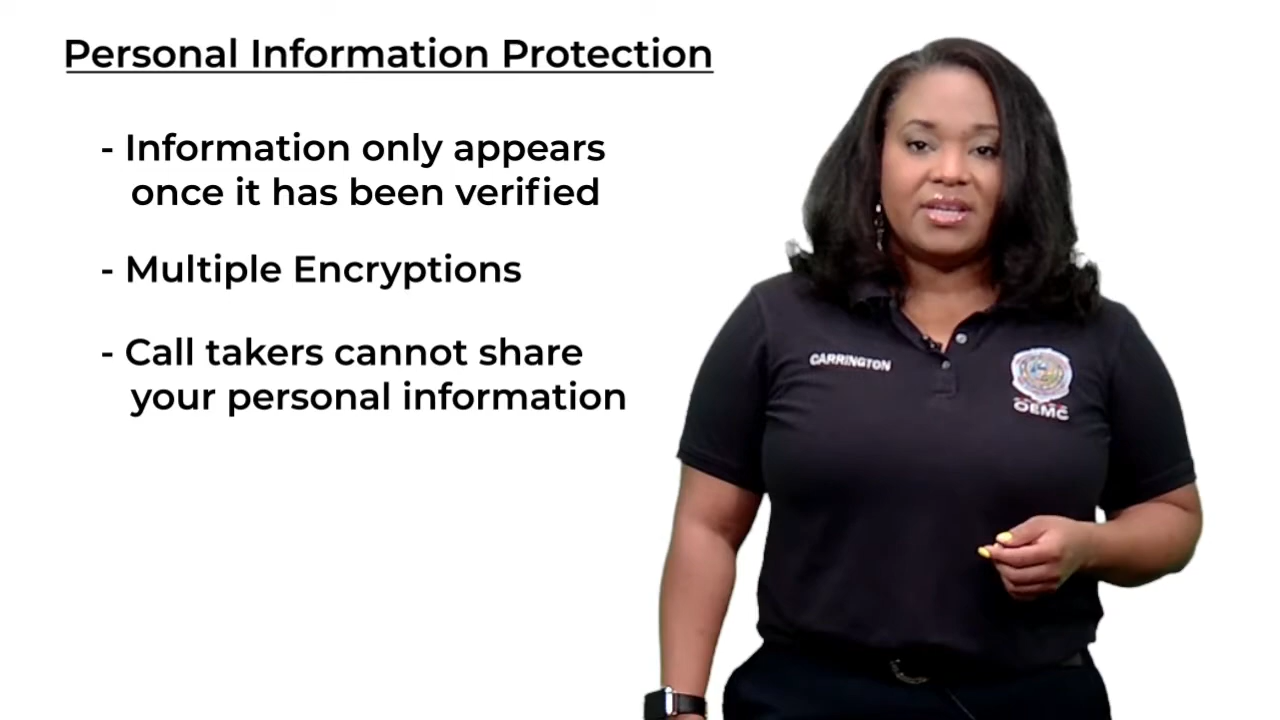 Personal Information Protection
- Information only appears
once it has been verified
- Multiple Encryptions
- Call takers cannot share
your personal information
CARRINGTON
OEMC